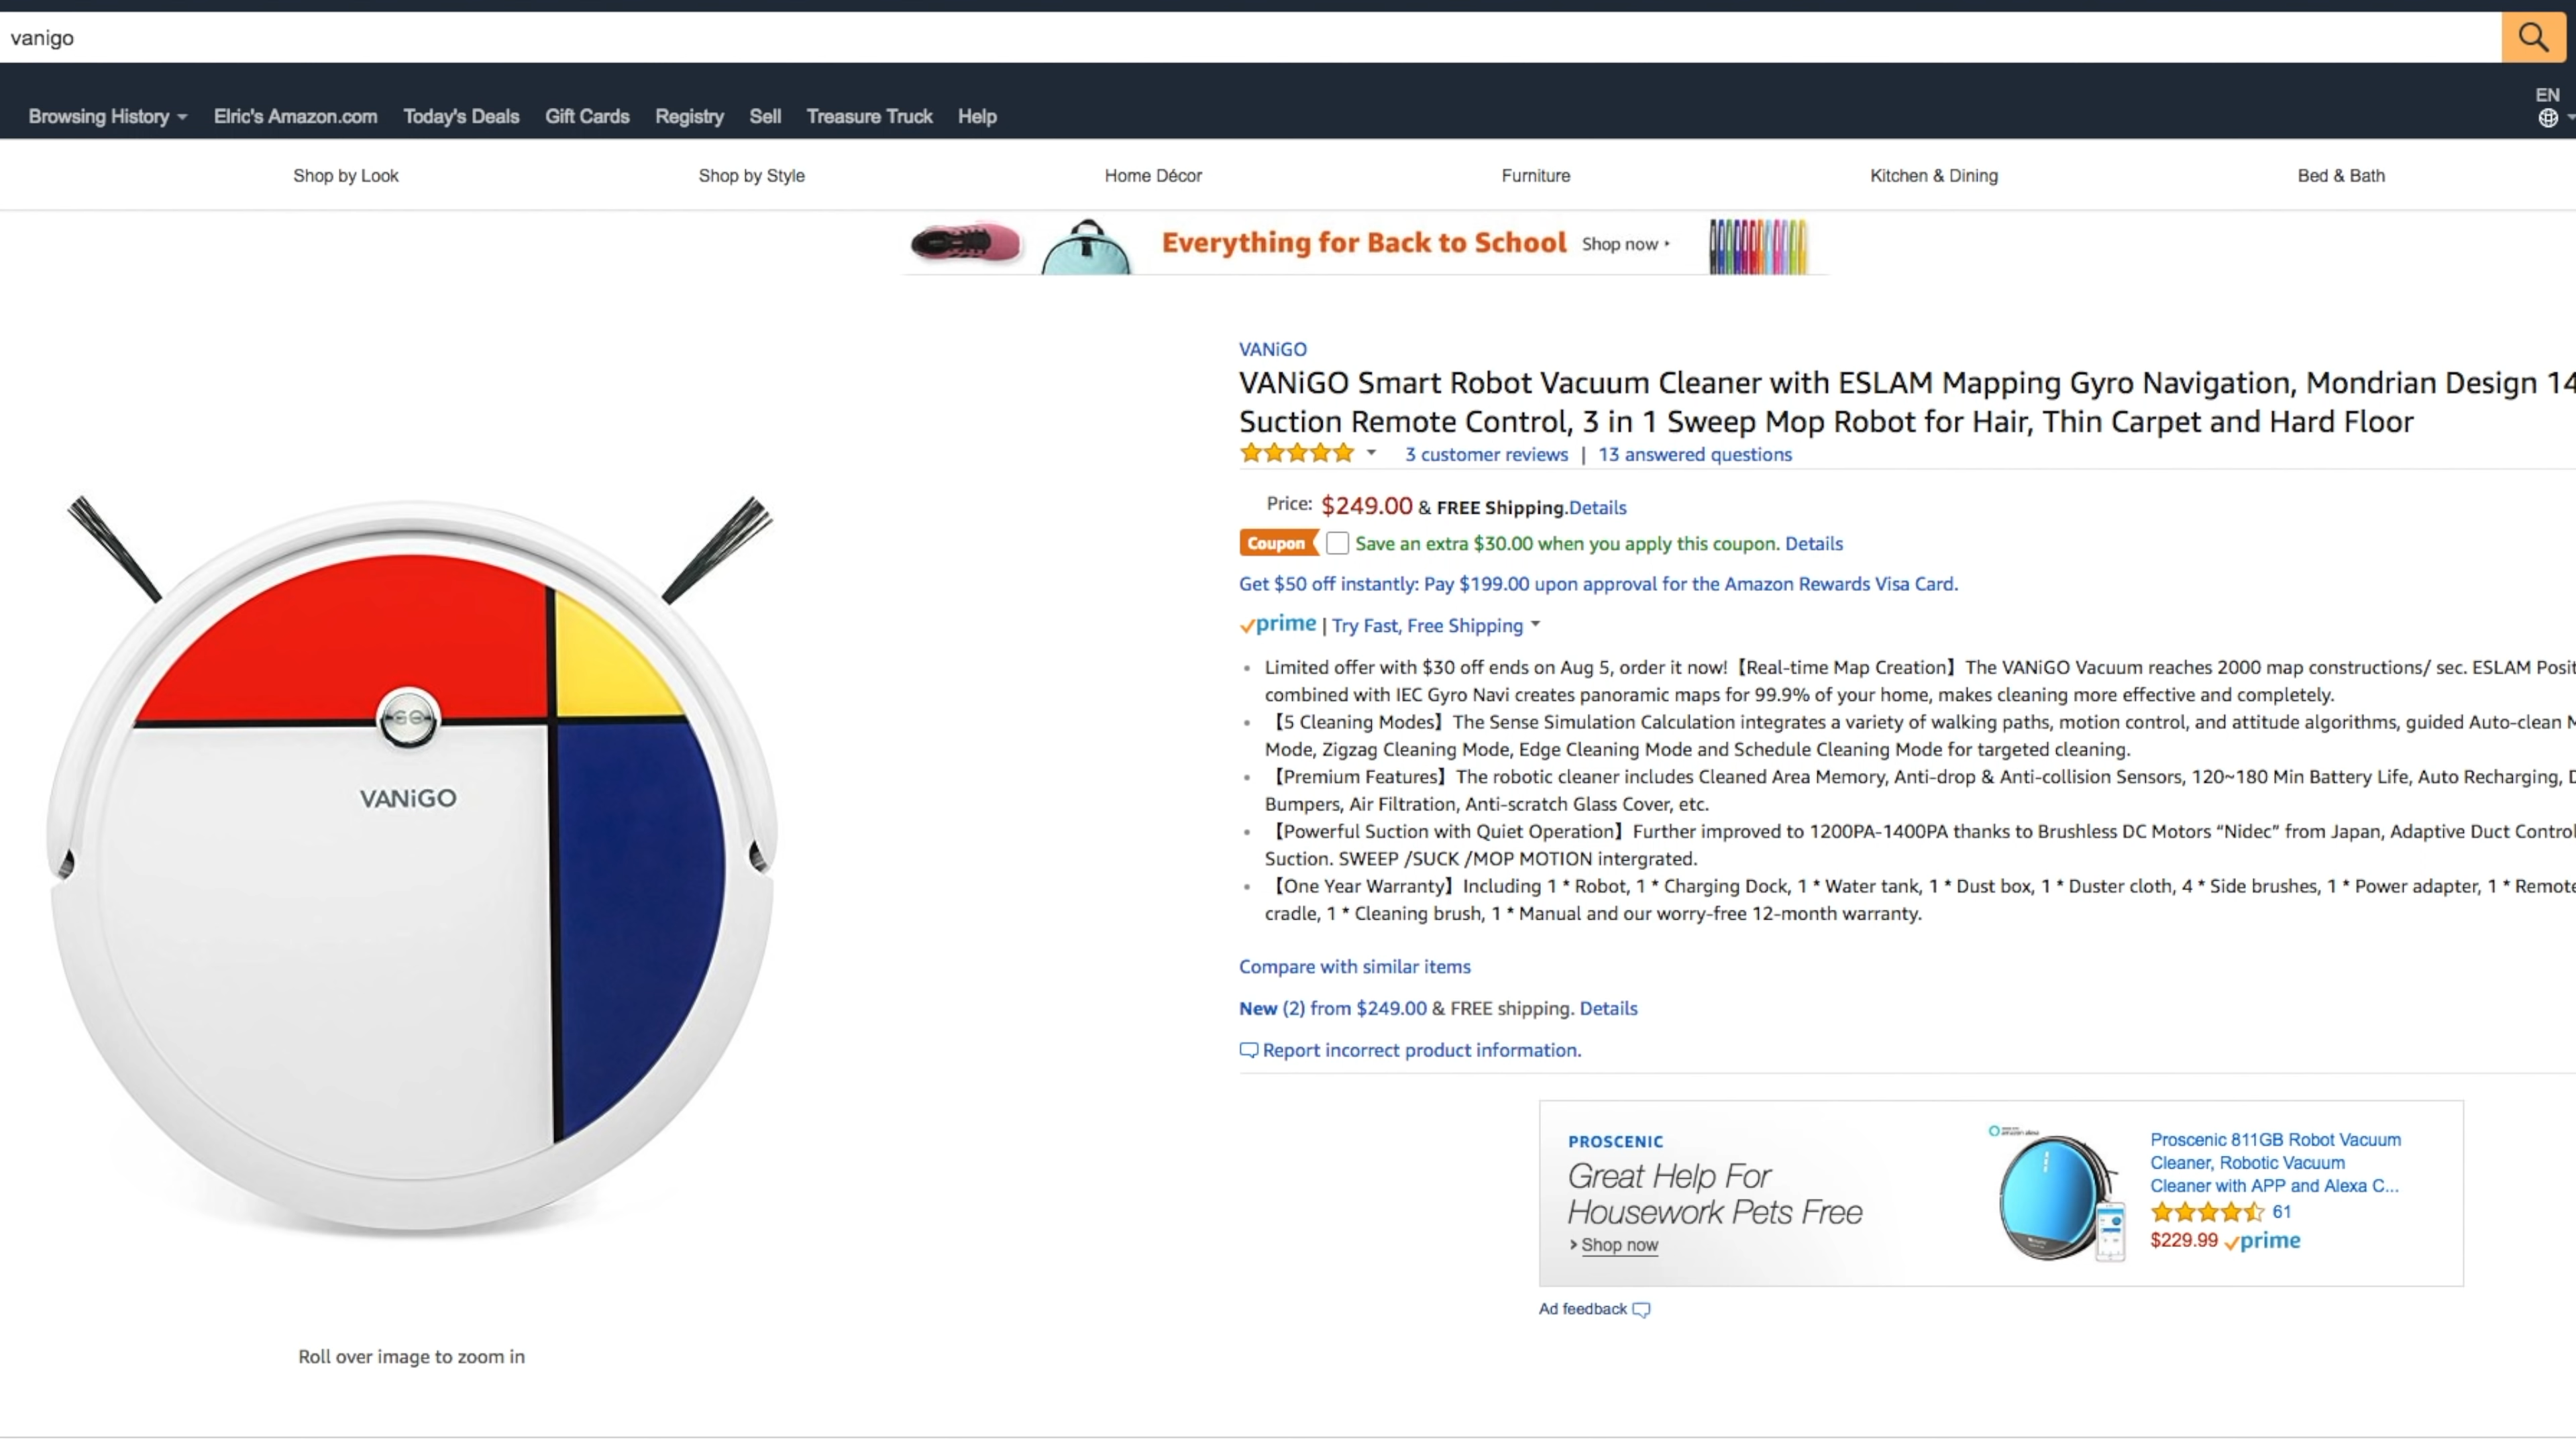 vanigo
EN
Browsing History Elric's Amazon.com Today's Deals Gift Cards Registry Sell Treasure Truck Help
Shop by Look Shop by Style Home Décor Furniture Kitchen & Dining Bed & Bath
Everything for Back to School Shop now
VANiGO
VANiGO Smart Robot Vacuum Cleaner with ESLAM Mapping Gyro Navigation, Mondrian Design 14
Suction Remote Control, 3 in 1 Sweep Mop Robot for Hair, Thin Carpet and Hard Floor
3 customer reviews | 13 answered questions
Price: $249.00 & FREE Shipping.Details
Coupon Save an extra $30.00 when you apply this coupon. Details
Get $50 off instantly: Pay $199.00 upon approval for the Amazon Rewards Visa Card.
prime | Try Fast, Free Shipping
Limited offer with $30 off ends on Aug 5, order it now!【Real-time Map Creation】The VANiGO Vacuum reaches 2000 map constructions/ sec. ESLAM Posit
combined with IEC Gyro Navi creates panoramic maps for 99.9% of your home, makes cleaning more effective and completely.
【5 Cleaning Modes】The Sense Simulation Calculation integrates a variety of walking paths, motion control, and attitude algorithms, guided Auto-clean M
Mode, Zigzag Cleaning Mode, Edge Cleaning Mode and Schedule Cleaning Mode for targeted cleaning.
【Premium Features】The robotic cleaner includes Cleaned Area Memory, Anti-drop & Anti-collision Sensors, 120~180 Min Battery Life, Auto Recharging, D
Bumpers, Air Filtration, Anti-scratch Glass Cover, etc.
【Powerful Suction with Quiet Operation】Further improved to 1200PA-1400PA thanks to Brushless DC Motors “Nidec” from Japan, Adaptive Duct Control
Suction. SWEEP /SUCK /MOP MOTION intergrated.
【One Year Warranty】Including 1 * Robot, 1 * Charging Dock, 1 * Water tank, 1 * Dust box, 1 * Duster cloth, 4 * Side brushes, 1 * Power adapter, 1 * Remote
cradle, 1 * Cleaning brush, 1 * Manual and our worry-free 12-month warranty.
Compare with similar items
New (2) from $249.00 & FREE shipping. Details
Report incorrect product information.
GO
VANiGO
Roll over image to zoom in
PROSCENIC
Great Help For
Housework Pets Free
Shop now
Proscenic 811GB Robot Vacuum
Cleaner, Robotic Vacuum
Cleaner with APP and Alexa C...
61
$229.99 prime
Ad feedback